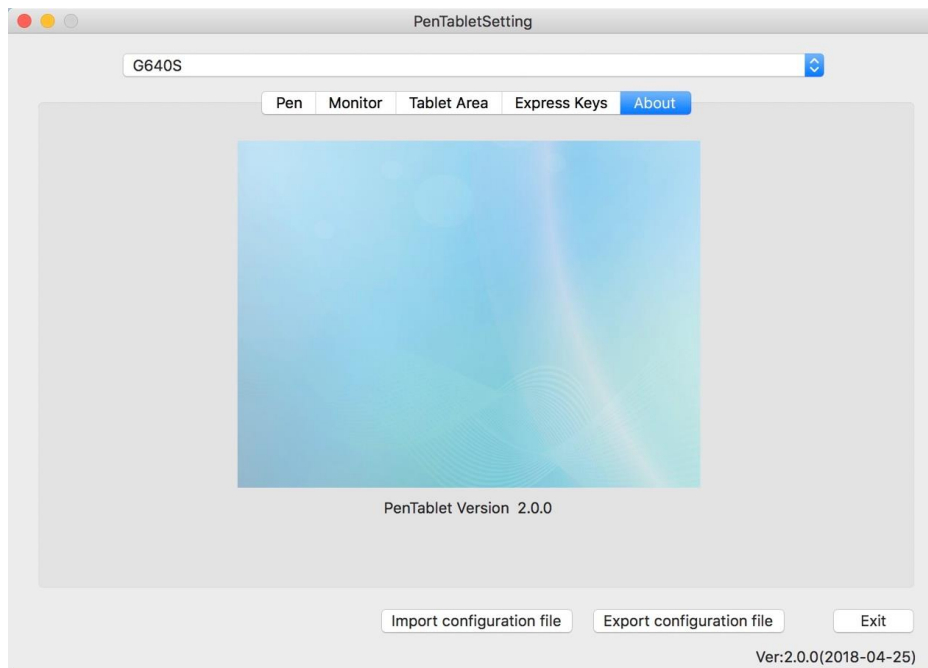 PenTabletSetting
G640S
Pen Monitor Tablet Area Express Keys About
PenTablet Version 2.0.0
Import configuration file Export configuration file Exit
Ver:2.0.0(2018-04-25)